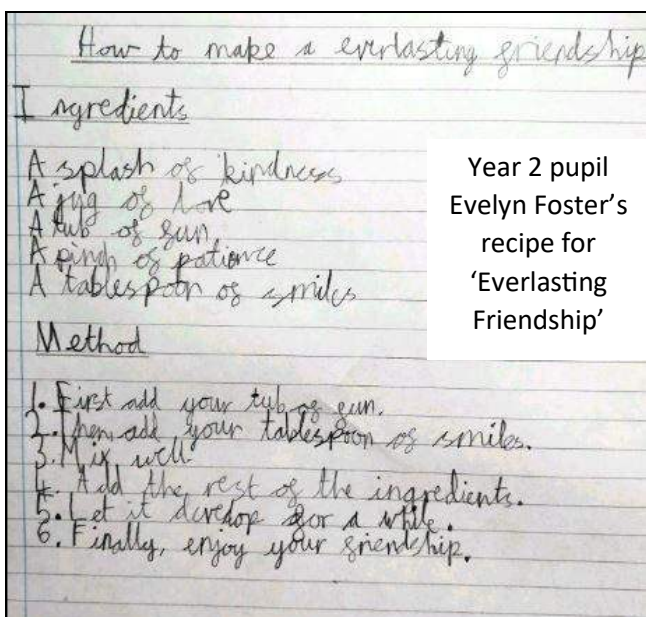 How to make a everlasting friendship
Ingredients
A splash of kindness
A jug of love
A tub of fun
A pinch of patience
A tablespoon of smiles
Year 2 pupil
Evelyn Foster's
recipe for
'Everlasting
Friendship'
Method
1. First add your tub of fun.
2. Then add your tablespoon of smiles.
3. Mix well
4. Add the rest of the ingredients.
5. Let it develop for a while.
6. Finally, enjoy your friendship.